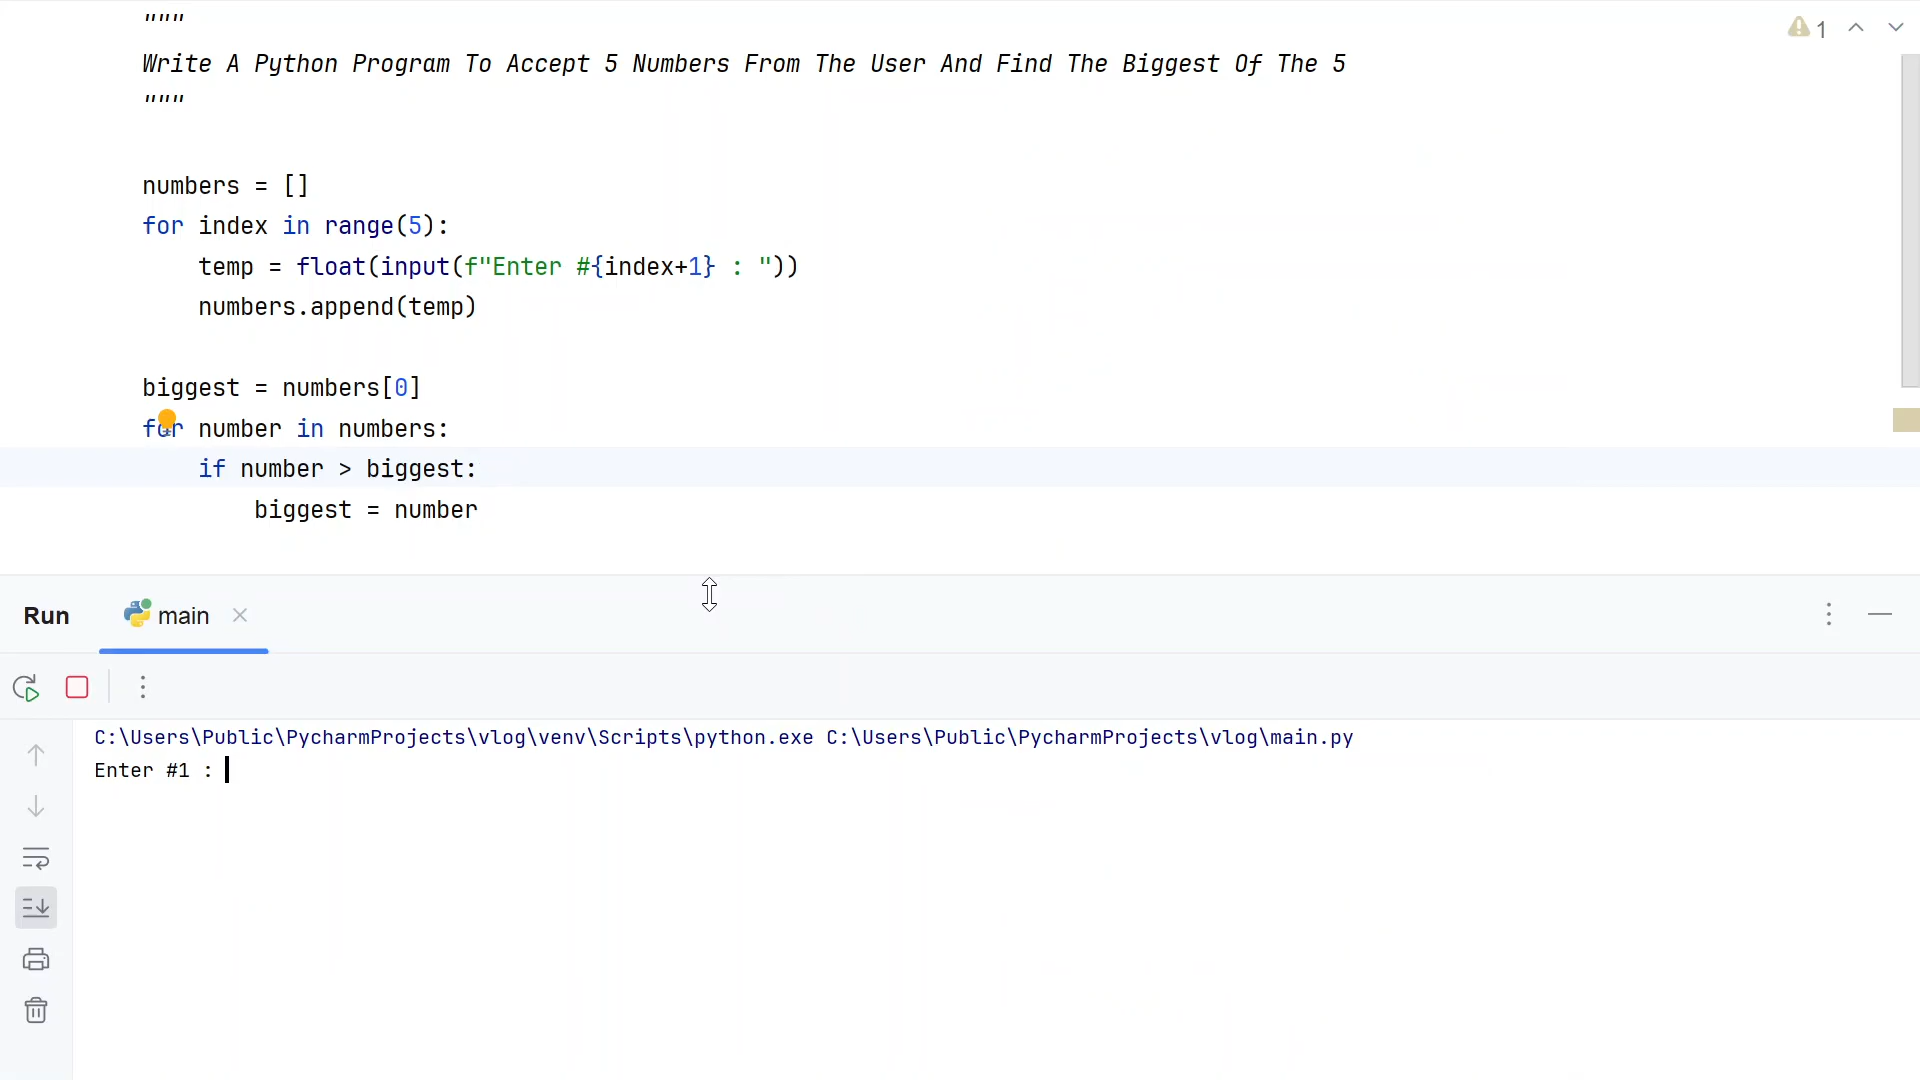 """
1
Write A Python Program To Accept 5 Numbers From The User And Find The Biggest Of The 5
"""
numbers = []
for index in range(5):
    temp = float(input(f"Enter #{index+1} : "))
    numbers.append(temp)
biggest = numbers[0]
for number in numbers:
    if number > biggest:
        biggest = number
Run main
C:\Users\Public\PycharmProjects\vlog\venv\Scripts\python.exe C:\Users\Public\PycharmProjects\vlog\main.py
Enter #1 :